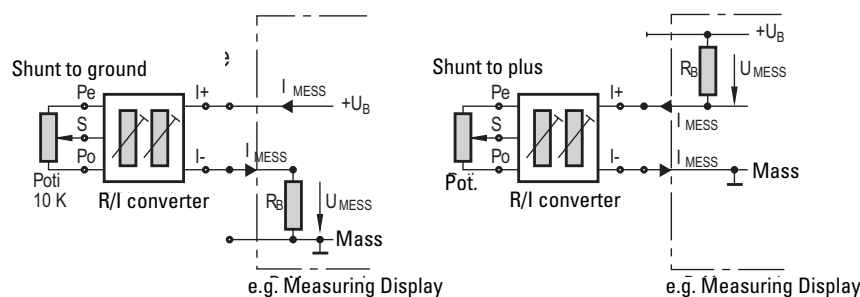 Shunt to ground
Pe
S
Po
Poti
10 K
R/I converter
I+
I-
I MESS
+UB
I MESS
RB
UMESS
Mass
e.g. Measuring Display
Shunt to plus
Pe
S
Po
Pot.
R/I converter
I+
I-
+UB
RB
UMESS
I MESS
I MESS
Mass
e.g. Measuring Display